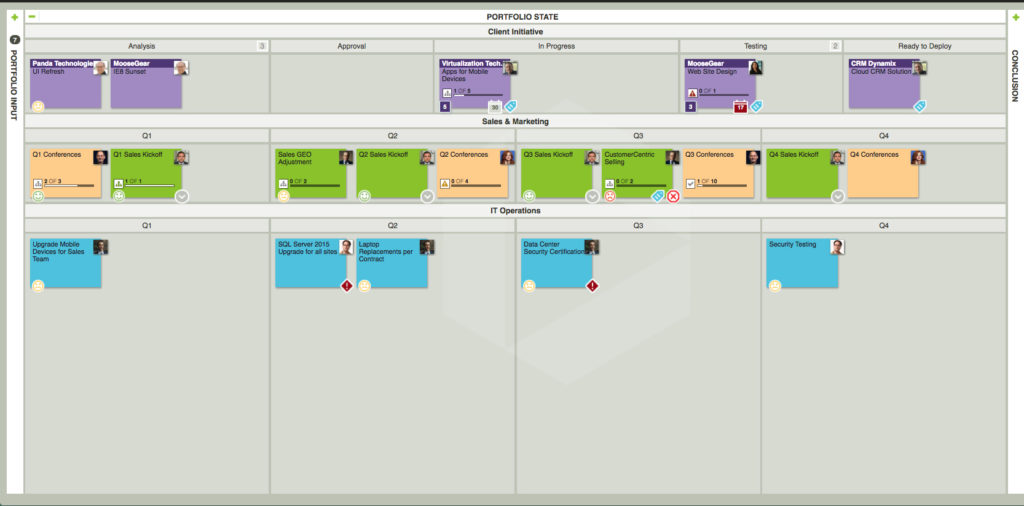 PORTFOLIO STATE
7
PORTFOLIO INPUT
CONCLUSION
Client Initiative
Analysis 3
Approval
In Progress
Testing 2
Ready to Deploy
Panda Technologie
UI Refresh
MooseGear
IE8 Sunset
Virtualization Tech..
Apps for Mobile
Devices
1 OF 5
5
30
MooseGear
Web Site Design
0 OF 1
3
17
CRM Dynamix
Cloud CRM Solution
Sales & Marketing
Q1
Q2
Q3
Q4
Q1 Conferences
2 OF 3
Q1 Sales Kickoff
1 OF 1
Sales GEO
Adjustment
0 OF 2
Q2 Sales Kickoff
Q2 Conferences
0 OF 4
Q3 Sales Kickoff
CustomerCentric
Selling
0 OF 2
Q3 Conferences
1 OF 10
Q4 Sales Kickoff
Q4 Conferences
IT Operations
Q1
Q2
Q3
Q4
Upgrade Mobile
Devices for Sales
Team
SQL Server 2015
Upgrade for all sites
Laptop
Replacements per
Contract
Data Center
Security Certification
Security Testing